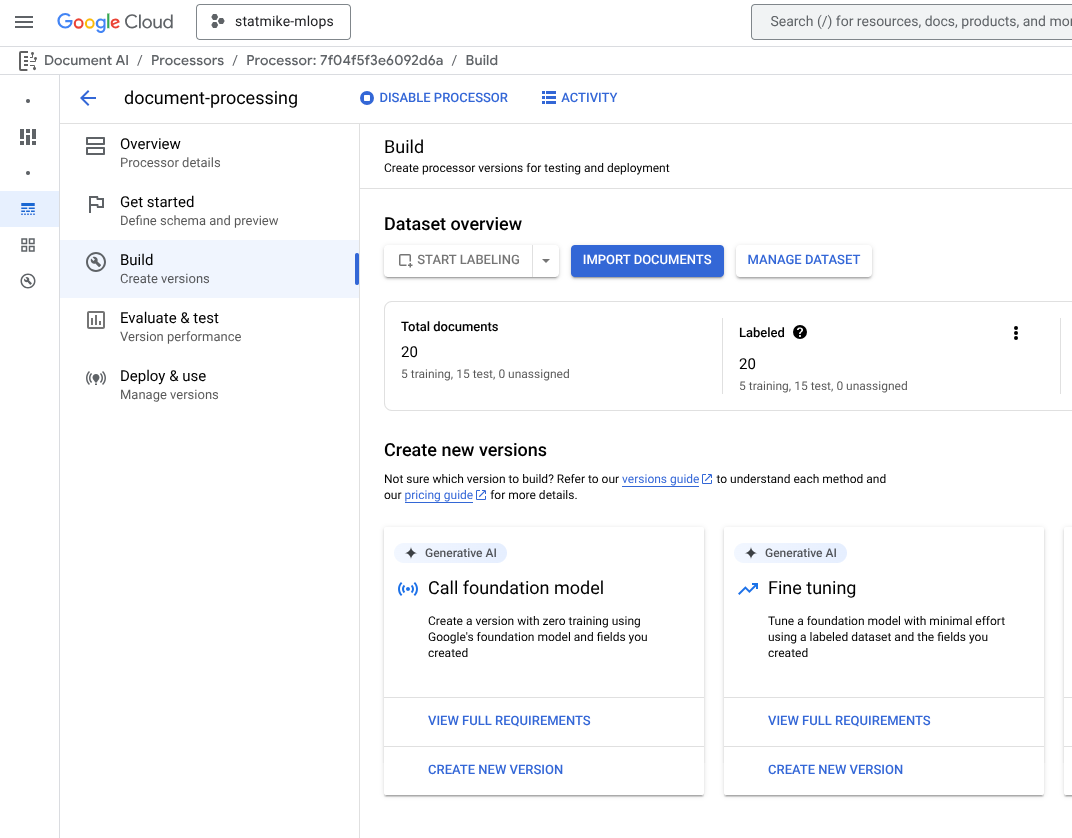 Google Cloud
statmike-mlops
Search (/) for resources, docs, products, and mor
Document AI / Processors / Processor: 7f04f5f3e6092d6a / Build
document-processing
DISABLE PROCESSOR
ACTIVITY
Overview
Processor details
Get started
Define schema and preview
Build
Create versions
Evaluate & test
Version performance
Deploy & use
Manage versions
Build
Create processor versions for testing and deployment
Dataset overview
START LABELING
IMPORT DOCUMENTS
MANAGE DATASET
Total documents
20
5 training, 15 test, 0 unassigned
Labeled
20
5 training, 15 test, 0 unassigned
Create new versions
Not sure which version to build? Refer to our versions guide to understand each method and
our pricing guide for more details.
Generative AI
Call foundation model
Create a version with zero training using
Google's foundation model and fields you
created
VIEW FULL REQUIREMENTS
CREATE NEW VERSION
Generative AI
Fine tuning
Tune a foundation model with minimal effort
using a labeled dataset and the fields you
created
VIEW FULL REQUIREMENTS
CREATE NEW VERSION